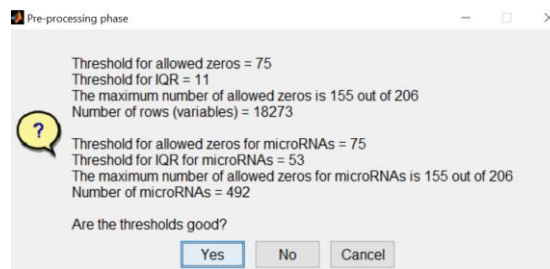 Pre-processing phase
Threshold for allowed zeros = 75
Threshold for IQR = 11
The maximum number of allowed zeros is 155 out of 206
Number of rows (variables) = 18273
?
Threshold for allowed zeros for microRNAs = 75
Threshold for IQR for microRNAs = 53
The maximum number of allowed zeros for microRNAs is 155 out of 206
Number of microRNAs = 492
Are the thresholds good?
Yes No Cancel